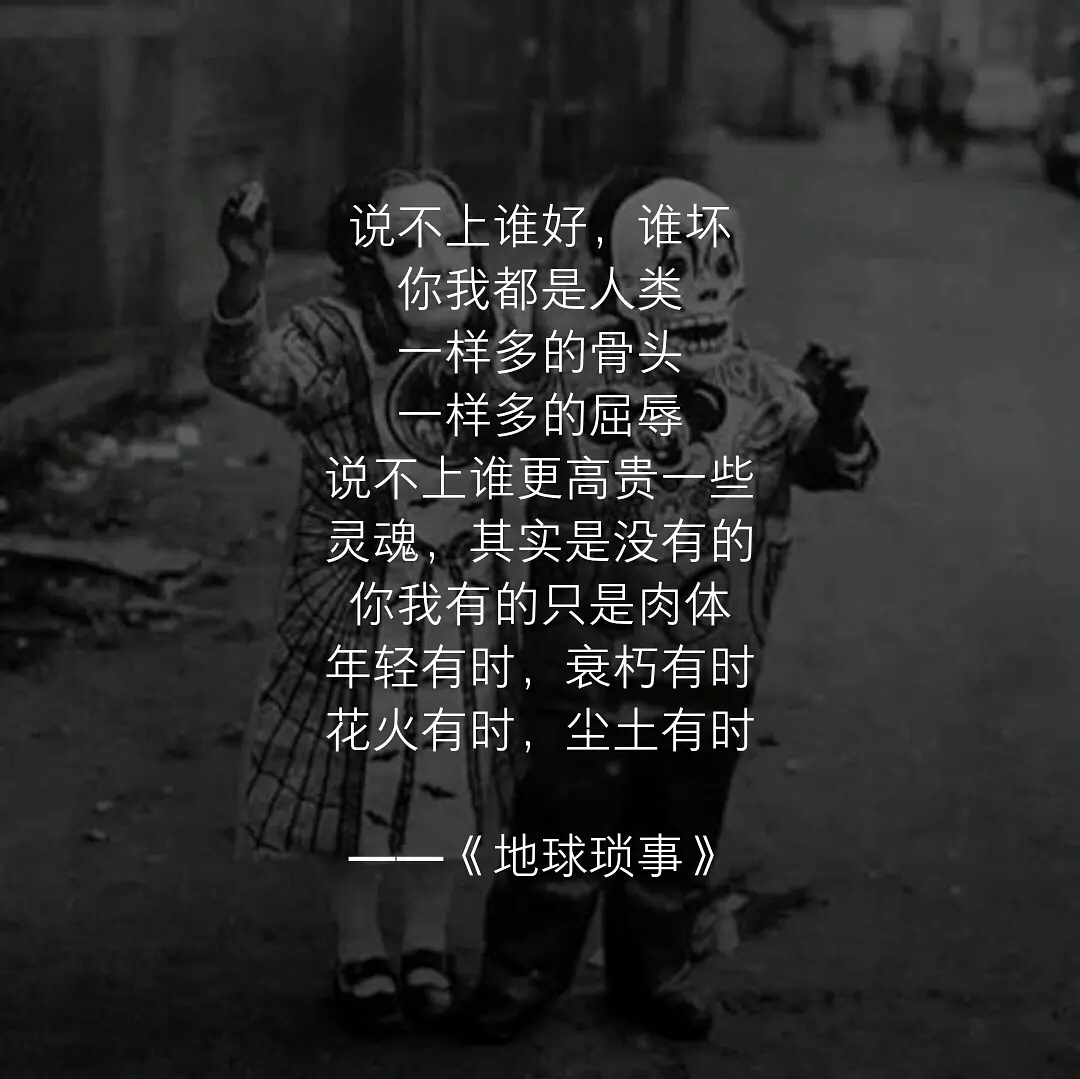 说不上谁好，谁坏
你我都是人类
一样多的骨头
一样多的屈辱
说不上谁更高贵一些
灵魂，其实是没有的
你我有的只是肉体
年轻有时，衰朽有时
花火有时，尘土有时
——《地球琐事》